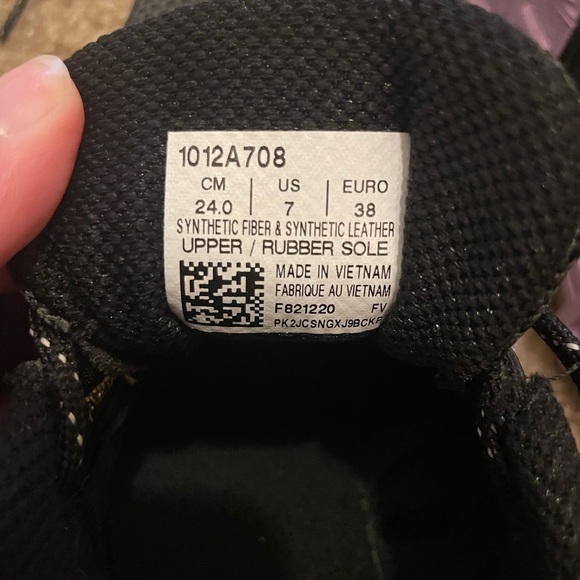 1012A708
CM | US | EURO
24.0 | 7 | 38
SYNTHETIC FIBER & SYNTHETIC LEATHER
UPPER / RUBBER SOLE
MADE IN VIETNAM
FABRIQUE AU VIETNAM
F821220 FV